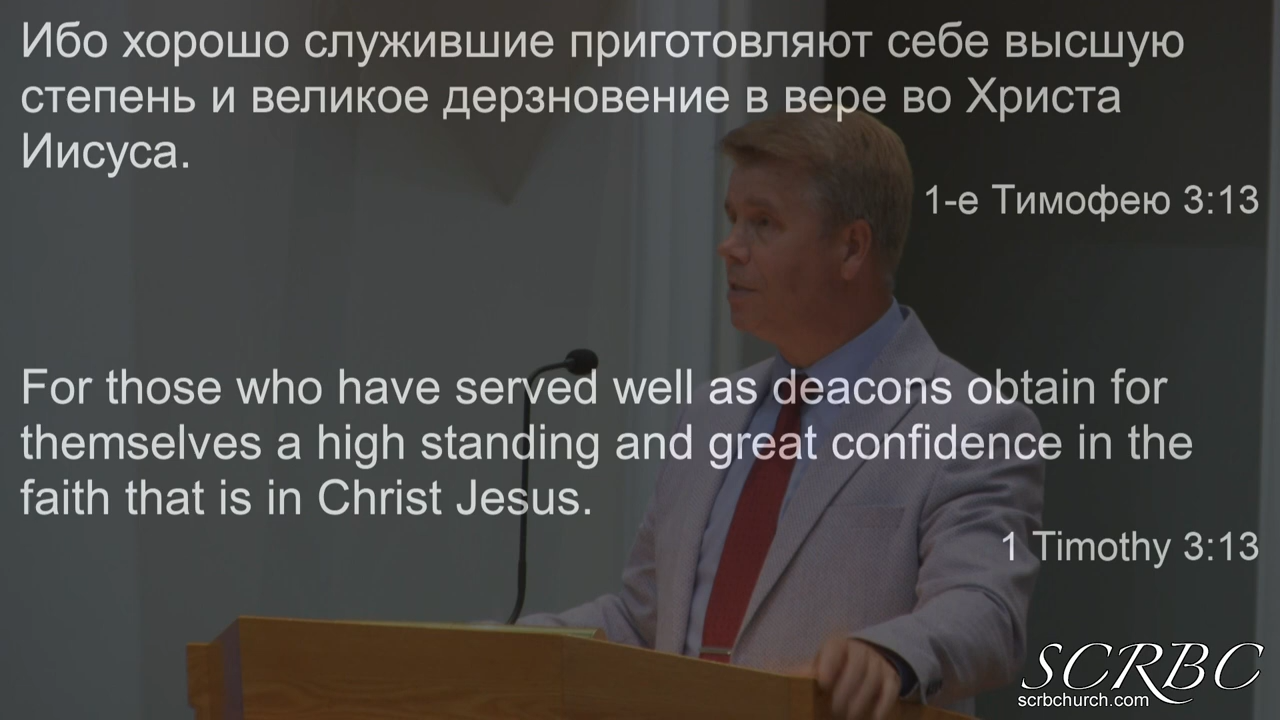 Ибо хорошо служившие приготовляют себе высшую
степень и великое дерзновение в вере во Христа
Иисуса.
1-е Тимофею 3:13
For those who have served well as deacons obtain for
themselves a high standing and great confidence in the
faith that is in Christ Jesus.
1 Timothy 3:13
SCRBC
scrbchurch.com